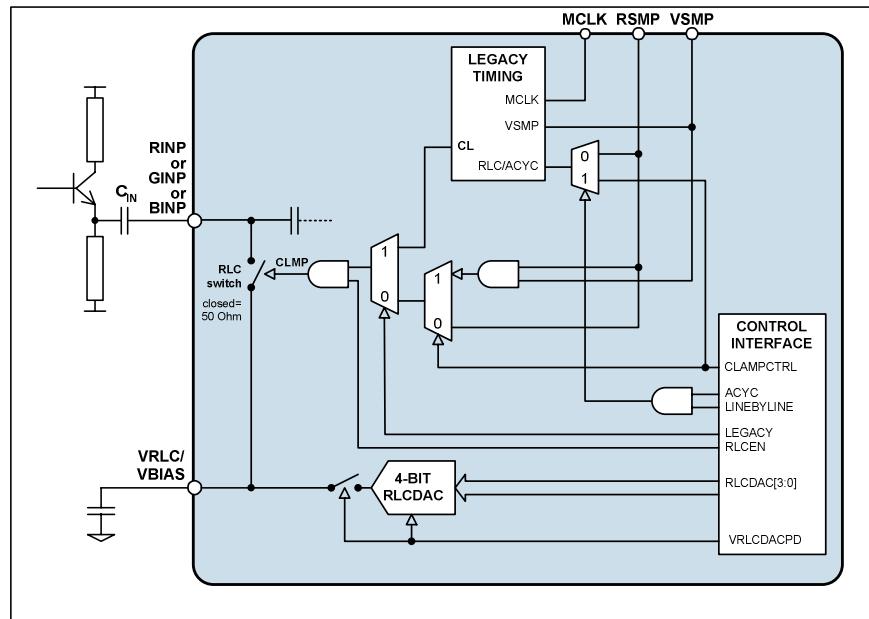 MCLK RSMP VSMP
LEGACY
TIMING
MCLK
VSMP
CL
RLC/ACYC
0
1
RINP
or
GINP
or
BINP
CIN
RLC
switch
closed=
50 Ohm
CLMP
1
0
1
0
CONTROL
INTERFACE
CLAMPCTRL
ACYC
LINEBYLINE
LEGACY
RLCEN
RLCDAC[3:0]
VRLCDACPD
VRLC/
VBIAS
4-BIT
RLCDAC